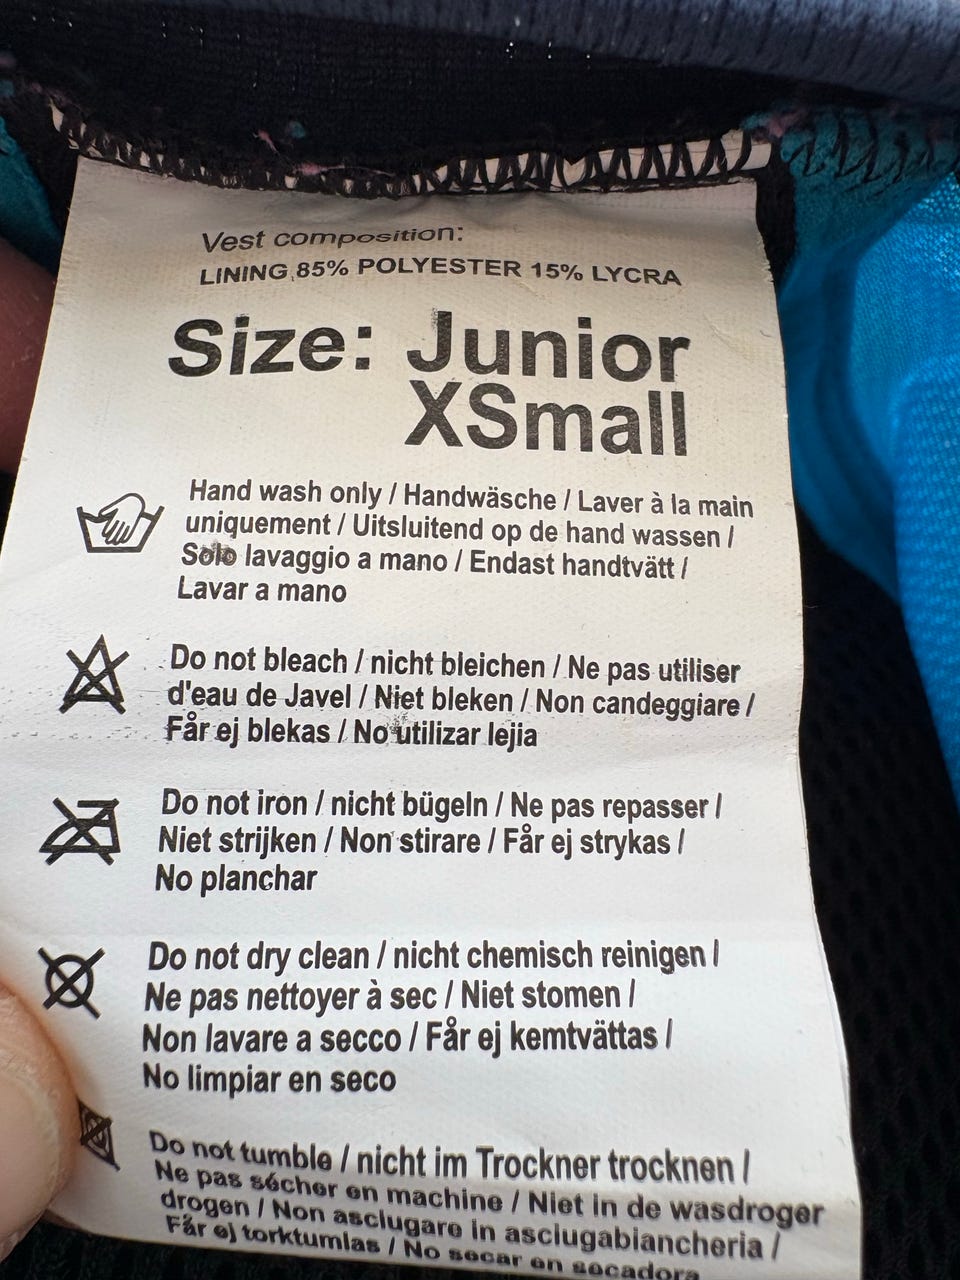 Vest composition:
LINING 85% POLYESTER 15% LYCRA
Size: Junior
XSmall
Hand wash only / Handwäsche / Laver à la main
uniquement / Uitsluitend op de hand wassen /
Solo lavaggio a mano / Endast handtvätt /
Lavar a mano
Do not bleach / nicht bleichen / Ne pas utiliser
d'eau de Javel / Niet bleken / Non candeggiare /
Får ej blekas / No utilizar lejia
Do not iron / nicht bügeln / Ne pas repasser /
Niet strijken / Non stirare / Får ej strykas /
No planchar
Do not dry clean / nicht chemisch reinigen /
Ne pas nettoyer à sec / Niet stomen /
Non lavare a secco / Får ej kemtvättas /
No limpiar en seco
Do not tumble / nicht im Trockner trocknen /
Ne pas sécher en machine / Niet in de wasdroger
drogen / Non asclugare in asclugabiancheria /
Får ej torktumlas / No secar en secadora